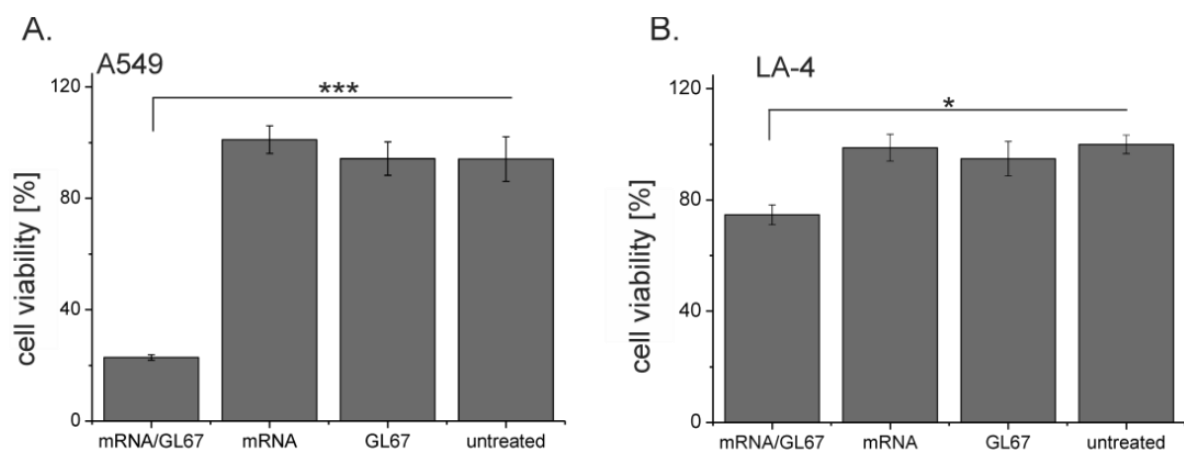 A.
A549
***
cell viability [%]
120
80
40
0
mRNA/GL67 mRNA GL67 untreated
B.
LA-4
*
cell viability [%]
120
80
40
0
mRNA/GL67 mRNA GL67 untreated